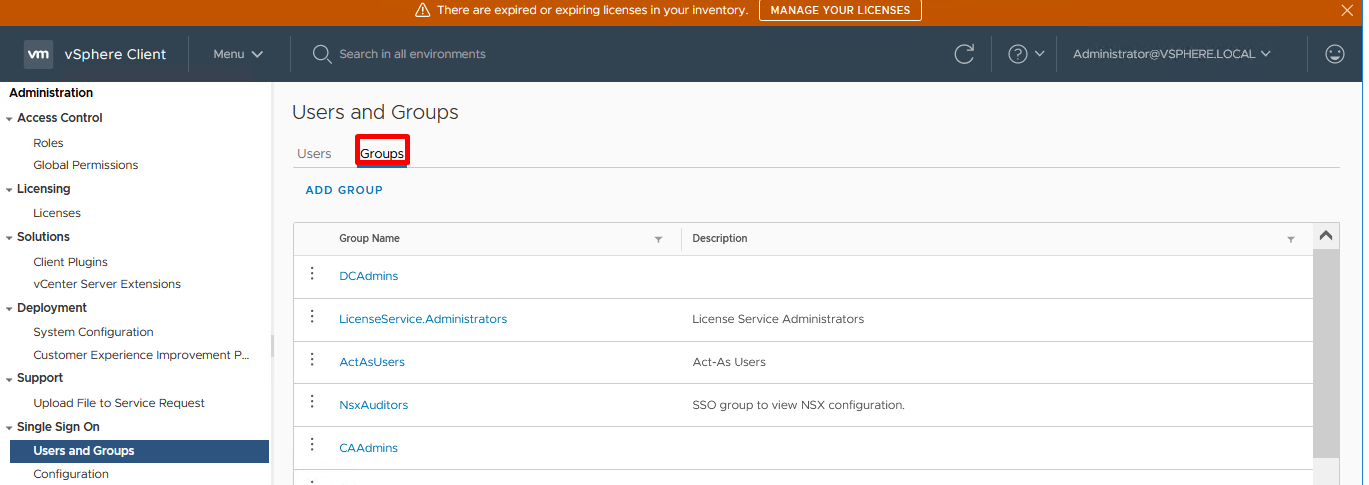 There are expired or expiring licenses in your inventory. MANAGE YOUR LICENSES
vm vSphere Client Menu Search in all environments Administrator@VSPHERE.LOCAL
Administration
Access Control
Roles
Global Permissions
Licensing
Licenses
Solutions
Client Plugins
vCenter Server Extensions
Deployment
System Configuration
Customer Experience Improvement P...
Support
Upload File to Service Request
Single Sign On
Users and Groups
Configuration
Users and Groups
Users Groups
ADD GROUP
Group Name Description
DCAdmins
LicenseService.Administrators License Service Administrators
ActAsUsers Act-As Users
NsxAuditors SSO group to view NSX configuration.
CAAdmins